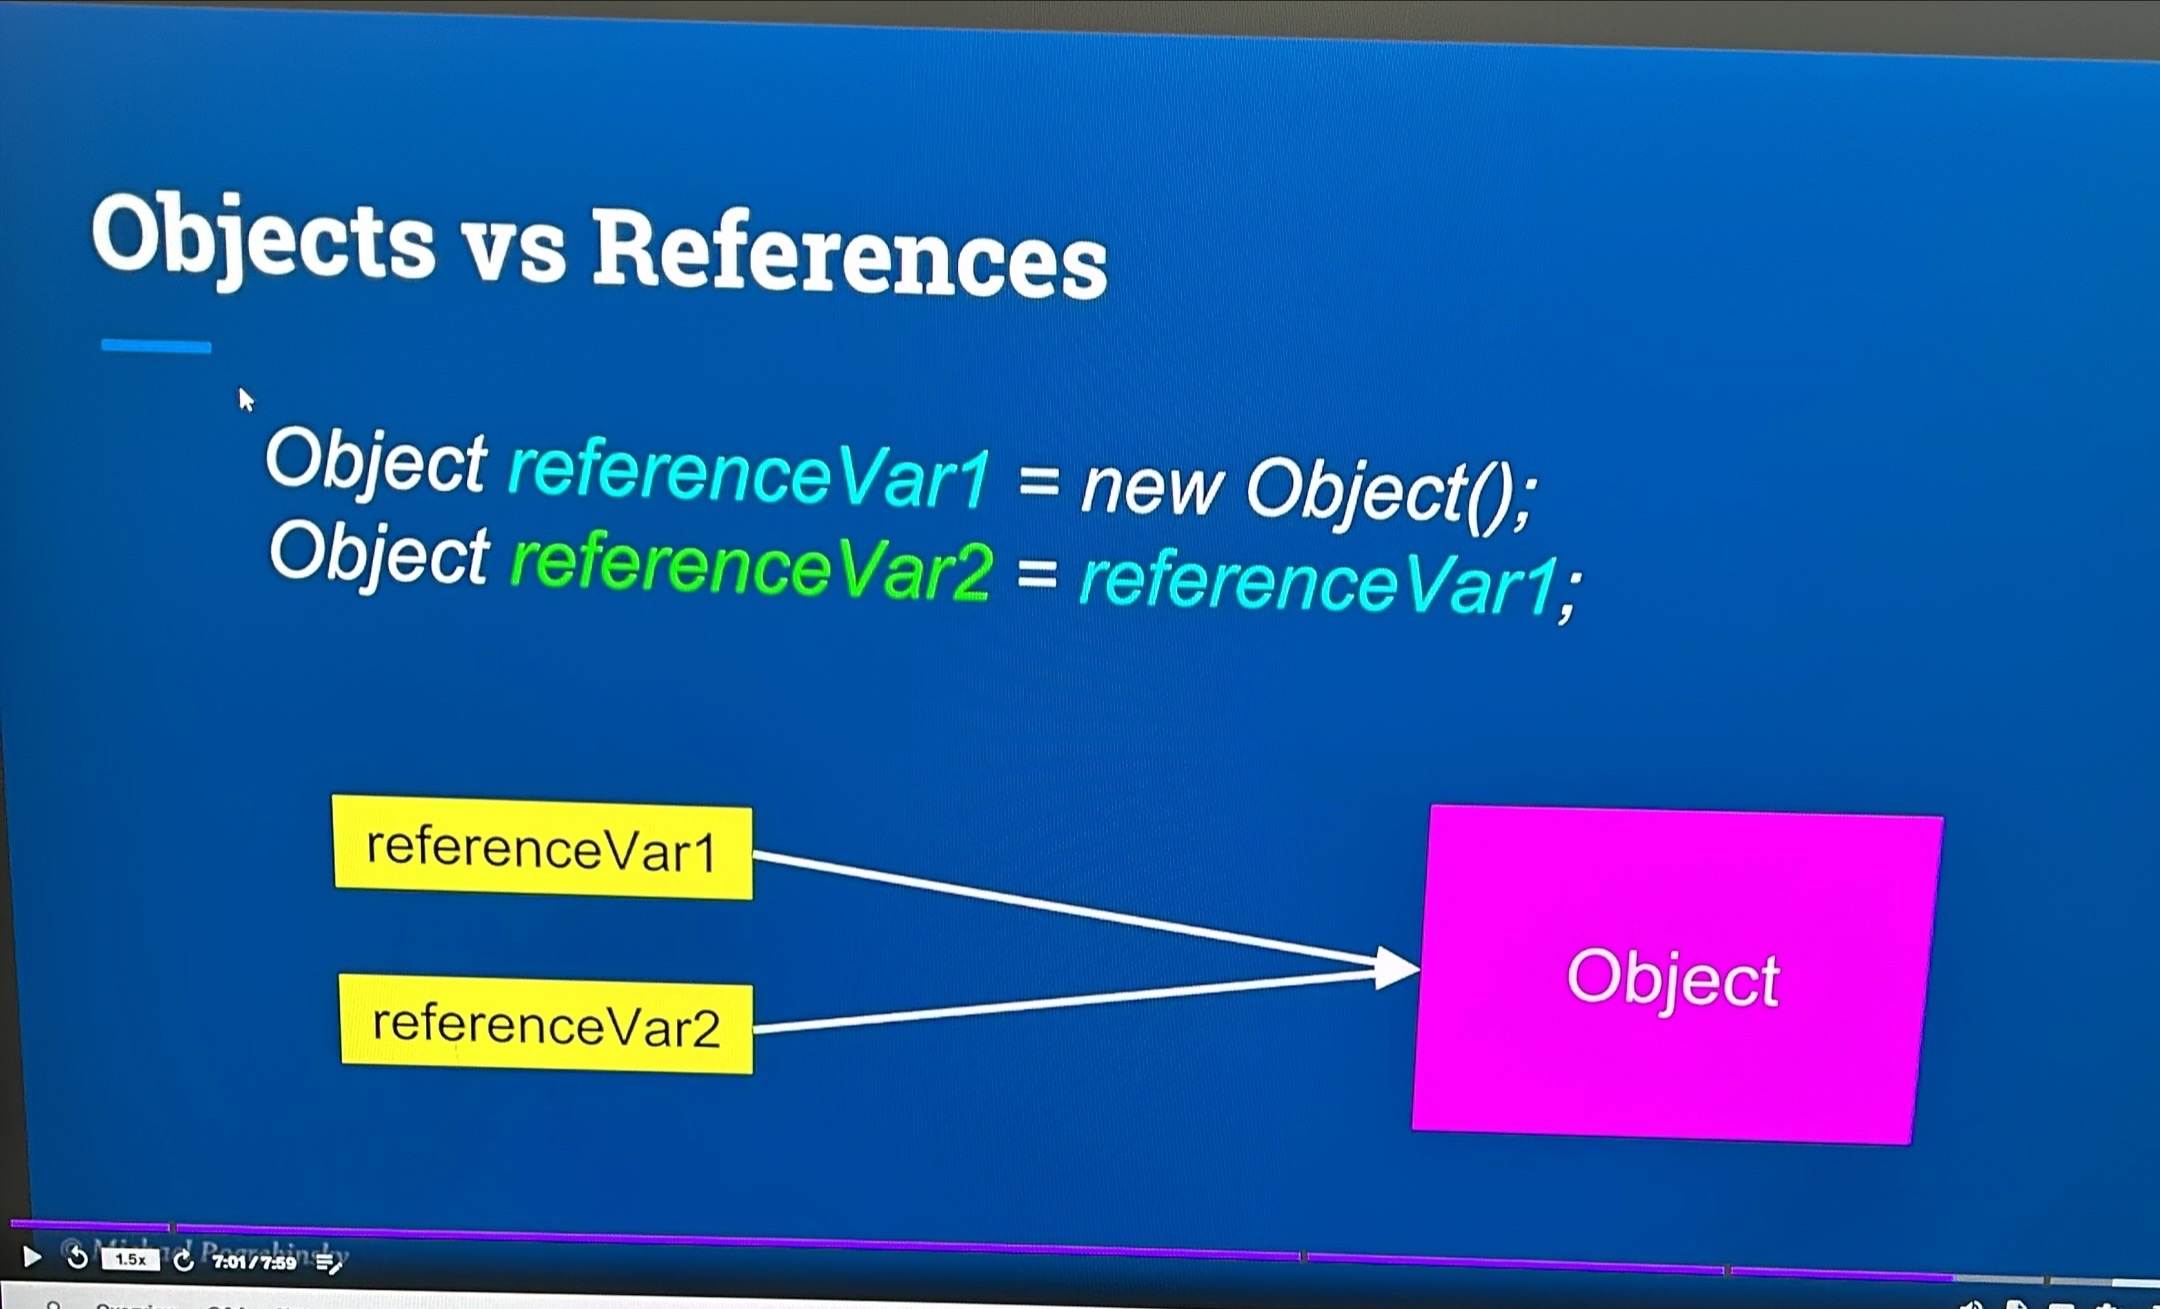 Objects vs References
Object referenceVar1 = new Object();
Object referenceVar2 = referenceVar1;
referenceVar1
referenceVar2
Object
© Michael Pogrebinsky
1.5x
7:01 / 7:59